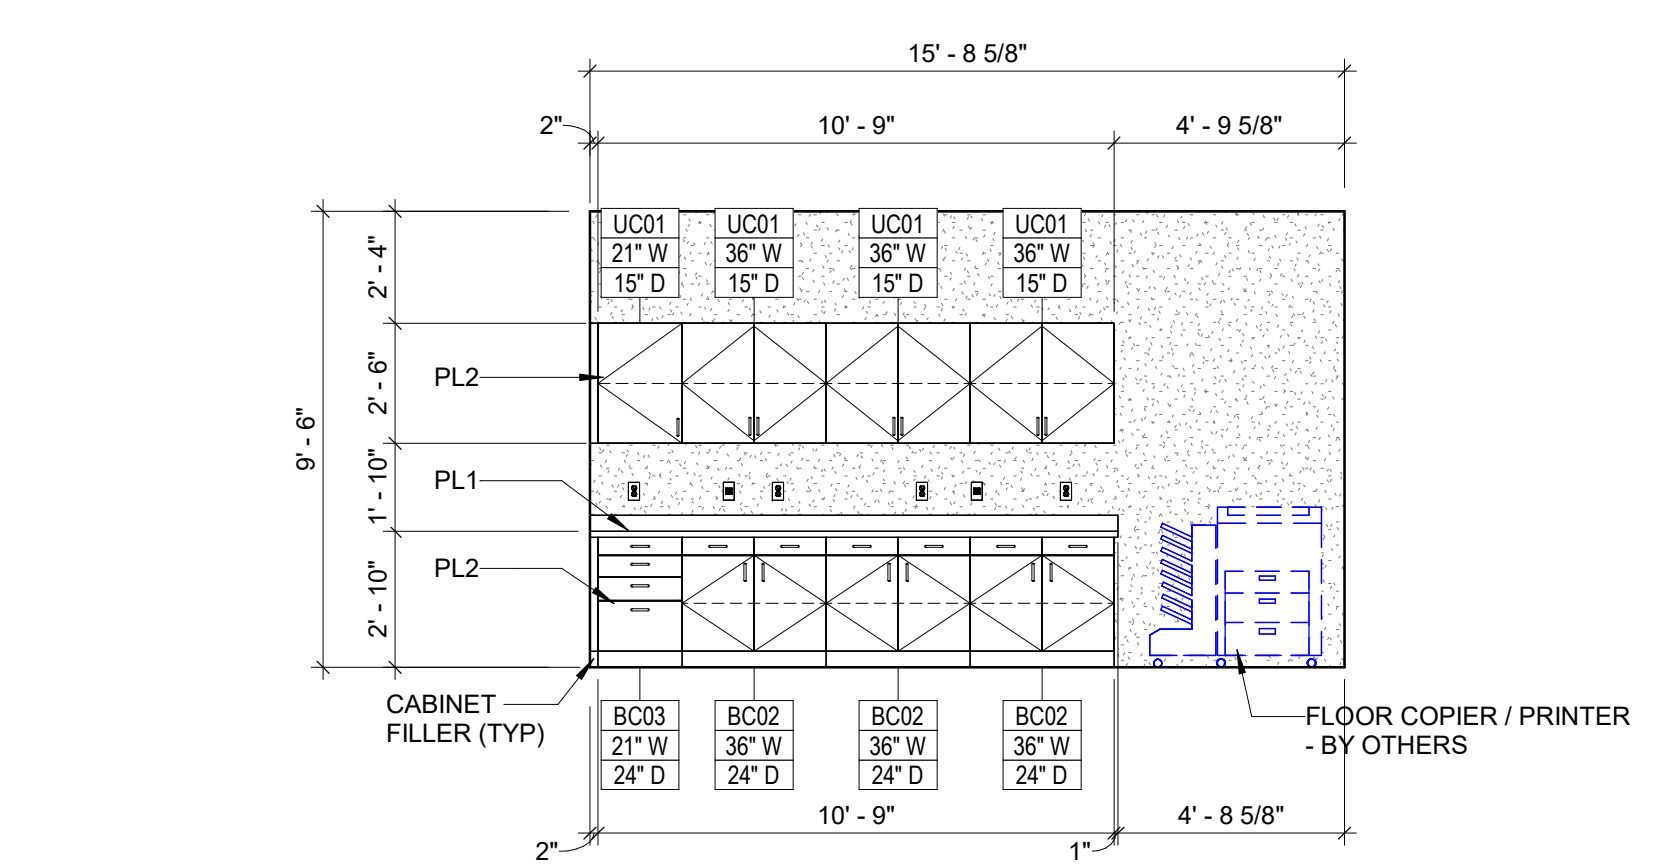 15' - 8 5/8"
2"
10' - 9"
4' - 9 5/8"
UC01
21" W
15" D
UC01
36" W
15" D
UC01
36" W
15" D
UC01
36" W
15" D
9' - 6"
2' - 4"
2' - 6"
1' - 10"
2' - 10"
PL2
PL1
PL2
CABINET
FILLER (TYP)
BC03
21" W
24" D
BC02
36" W
24" D
BC02
36" W
24" D
BC02
36" W
24" D
FLOOR COPIER / PRINTER
- BY OTHERS
2"
10' - 9"
1"
4' - 8 5/8"